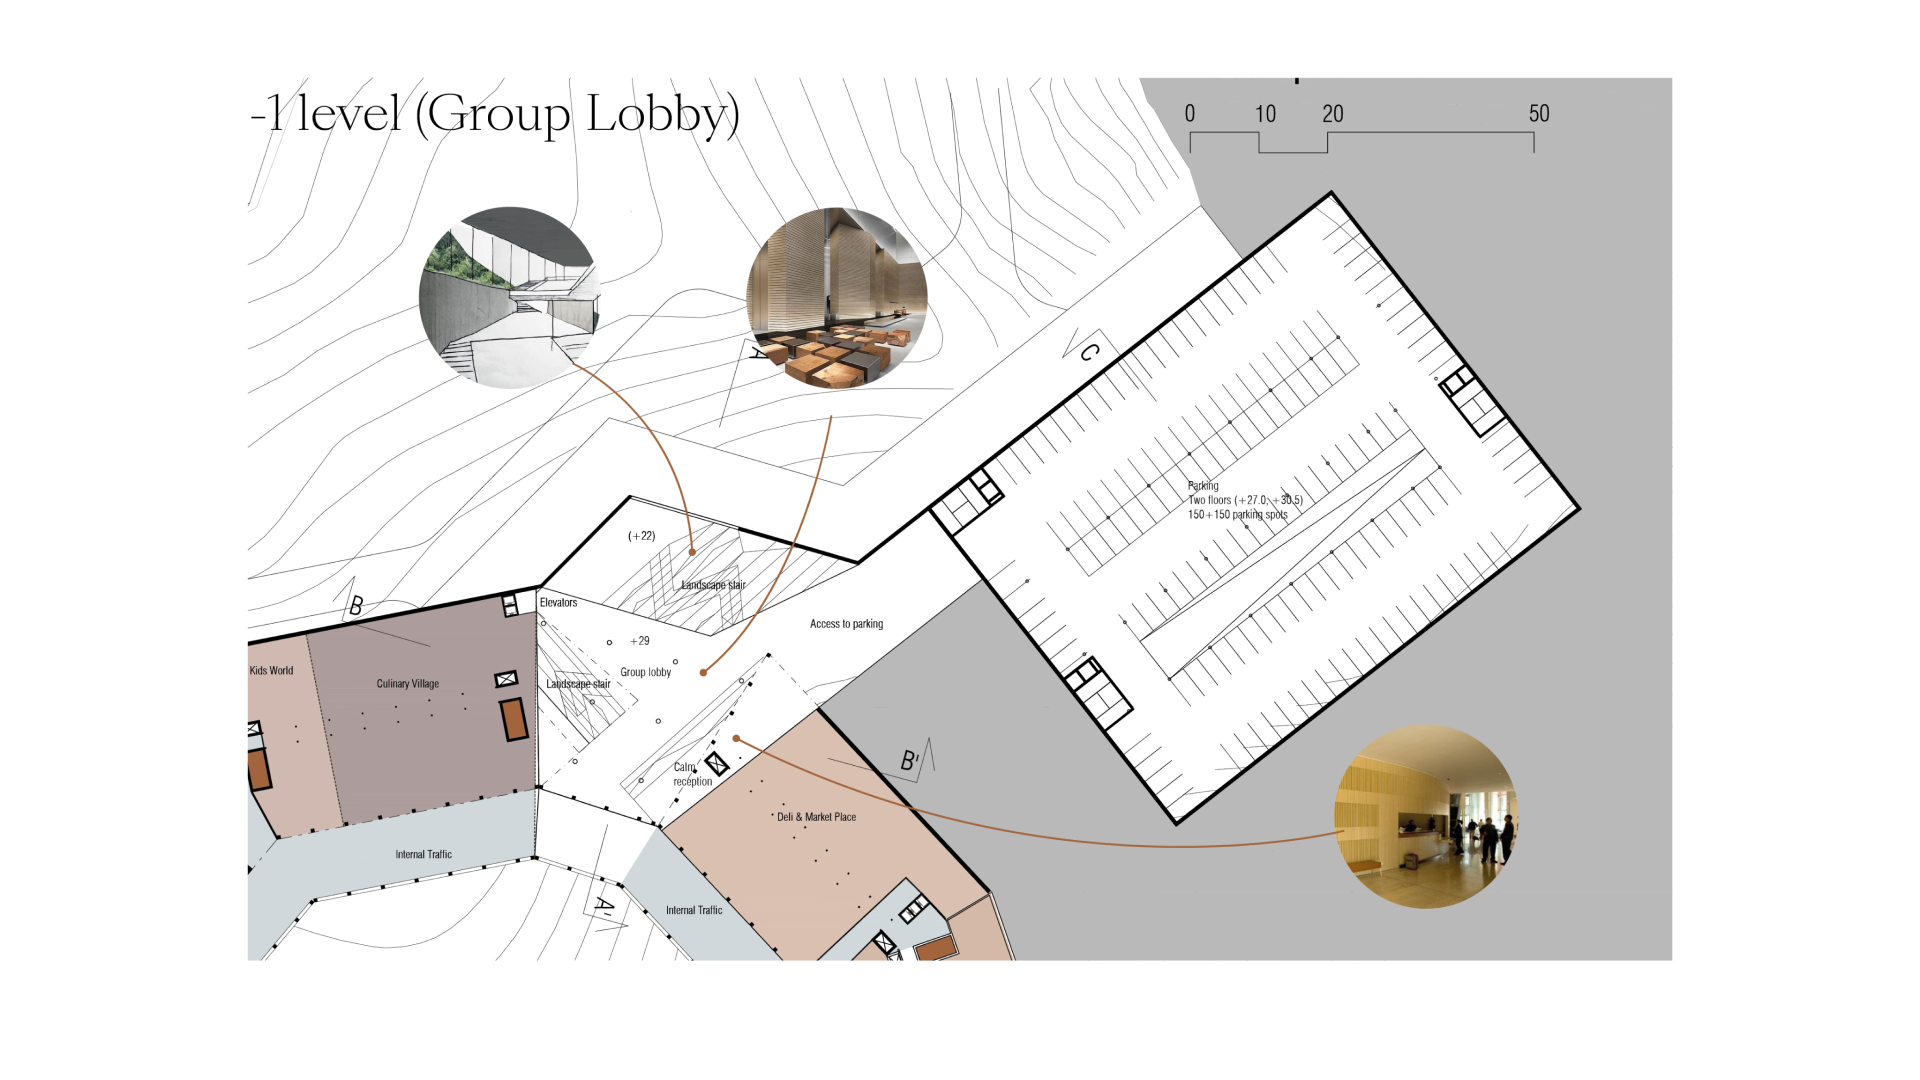 -1 level (Group Lobby)
0 10 20 50
A
C
Parking
Two floors (+27.0, +30.5)
150+150 parking spots
(+22)
Landscape stair
B
Elevators
Access to parking
+29
Kids World
Group lobby
Culinary Village
Landscape stair
B'
Calm
reception
Deli & Market Place
Internal Traffic
A'
Internal Traffic